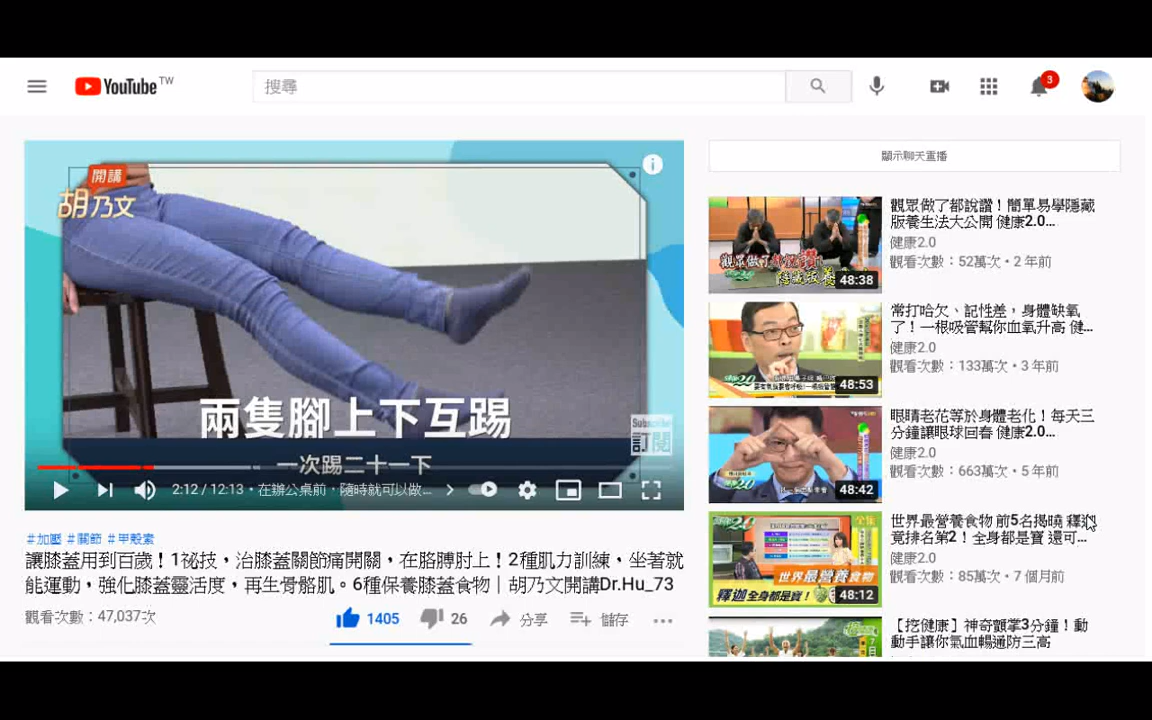 YouTube TW
搜尋
3
開講
胡乃文
兩隻腳上下互踢
一次踢二十一下
Subscribe
訂閱
2:12 / 12:13 • 在辦公桌前，隨時就可以做...
#加壓 #關節 #甲殼素
讓膝蓋用到百歲！1祕技，治膝蓋關節痛開關，在胳膊肘上！2種肌力訓練，坐著就
能運動，強化膝蓋靈活度，再生骨骼肌。6種保養膝蓋食物｜胡乃文開講Dr.Hu_73
觀看次數：47,037次
1405
26
分享
儲存
顯示聊天重播
觀眾做了都說讚！簡單易學隱藏
版養生法大公開 健康2.0...
健康2.0
觀看次數：52萬次 • 2 年前
48:38
常打哈欠、記性差，身體缺氧
了！一根吸管幫你血氧升高 健...
健康2.0
觀看次數：133萬次 • 3 年前
48:53
眼睛老花等於身體老化！每天三
分鐘讓眼球回春 健康2.0...
健康2.0
觀看次數：663萬次 • 5 年前
48:42
世界最營養食物 前5名揭曉 釋迦
竟排名第2！全身都是寶 還可...
健康2.0
觀看次數：85萬次 • 7 個月前
世界最營養食物
釋迦全身都是寶！
48:12
【挖健康】神奇顫掌3分鐘！動
動手讓你氣血暢通防三高